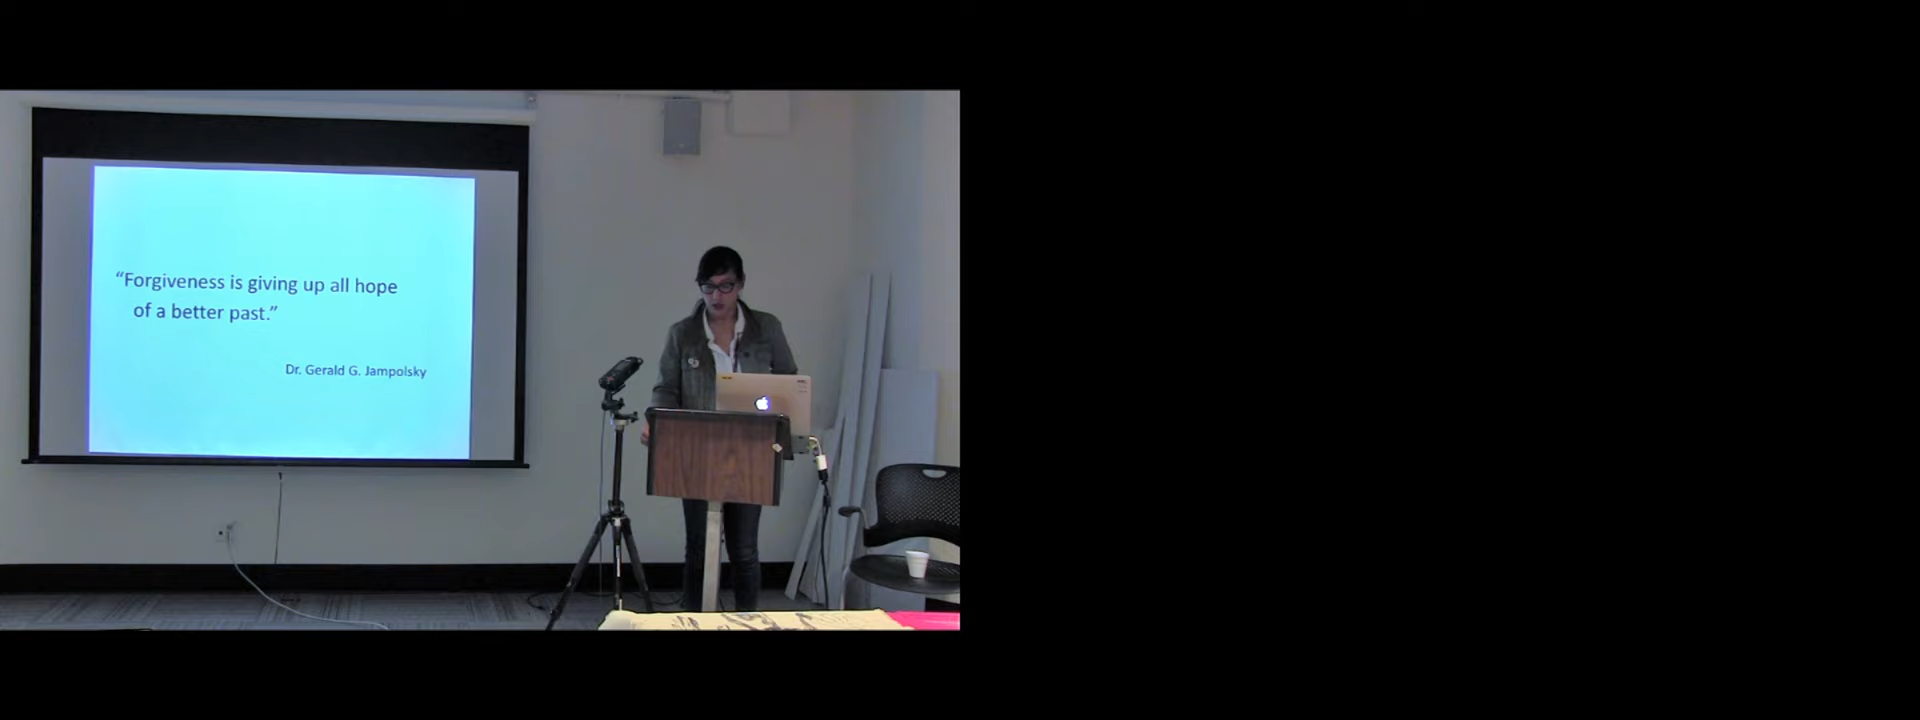 “Forgiveness is giving up all hope
of a better past.”
Dr. Gerald G. Jampolsky